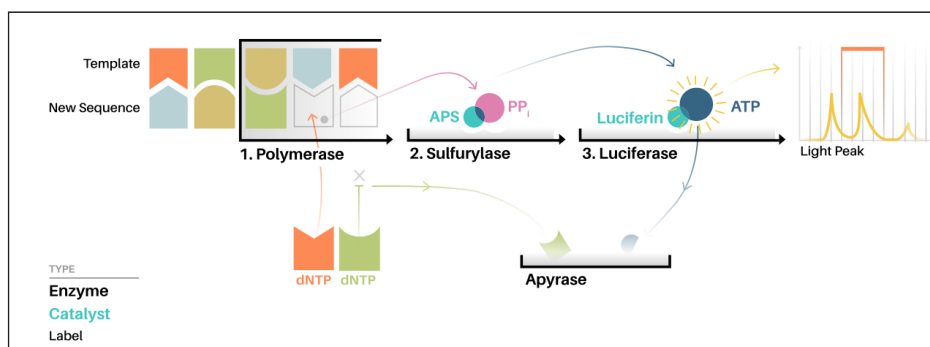 Template
New Sequence
APS
PPi
Luciferin
ATP
1. Polymerase
2. Sulfurylase
3. Luciferase
Light Peak
dNTP
dNTP
Apyrase
TYPE
Enzyme
Catalyst
Label